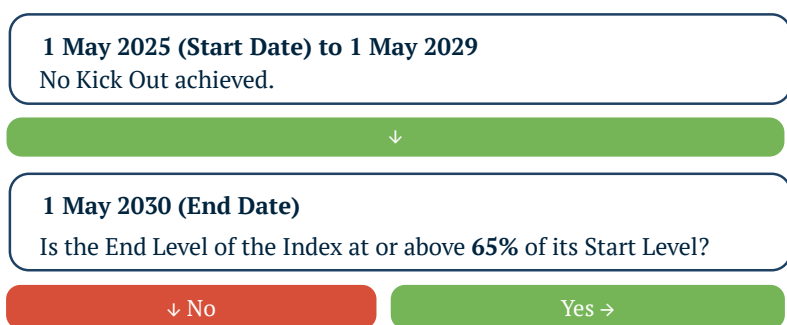 1 May 2025 (Start Date) to 1 May 2029
No Kick Out achieved.
↓
1 May 2030 (End Date)
Is the End Level of the Index at or above 65% of its Start Level?
↓ No
Yes →